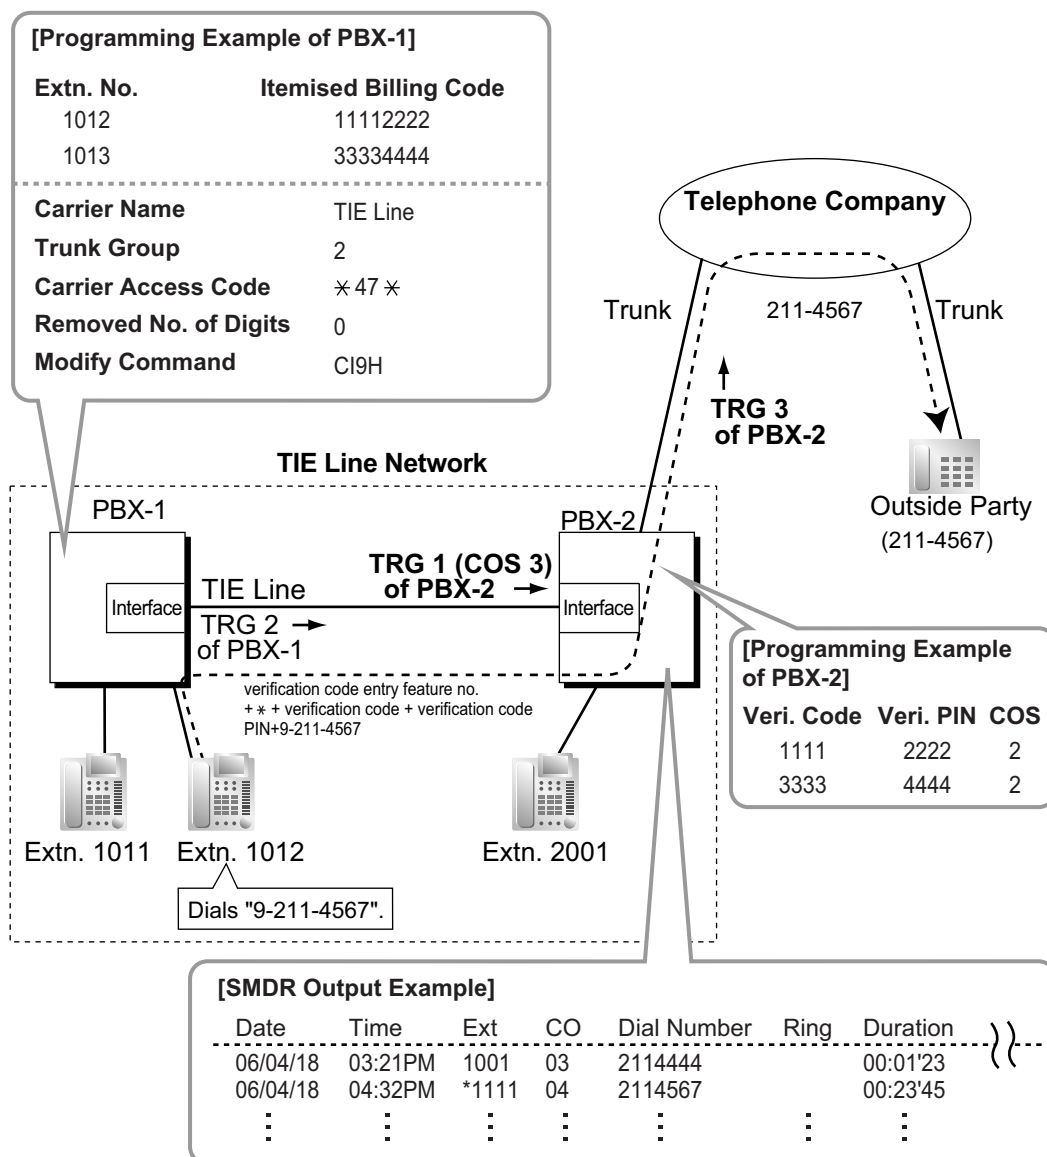 [Programming Example of PBX-1]
Extn. No. Itemised Billing Code
1012 11112222
1013 33334444
Carrier Name TIE Line
Trunk Group 2
Carrier Access Code ＊47＊
Removed No. of Digits 0
Modify Command CI9H
Telephone Company
Trunk 211-4567 Trunk
TRG 3
of PBX-2
Outside Party
(211-4567)
TIE Line Network
PBX-1
PBX-2
Interface
TIE Line
TRG 2
of PBX-1
TRG 1 (COS 3)
of PBX-2
Interface
verification code entry feature no.
+ ＊ + verification code + verification code
PIN+9-211-4567
[Programming Example
of PBX-2]
Veri. Code Veri. PIN COS
1111 2222 2
3333 4444 2
Extn. 1011 Extn. 1012 Extn. 2001
Dials "9-211-4567".
[SMDR Output Example]
Date Time Ext CO Dial Number Ring Duration
06/04/18 03:21PM 1001 03 2114444 00:01'23
06/04/18 04:32PM *1111 04 2114567 00:23'45